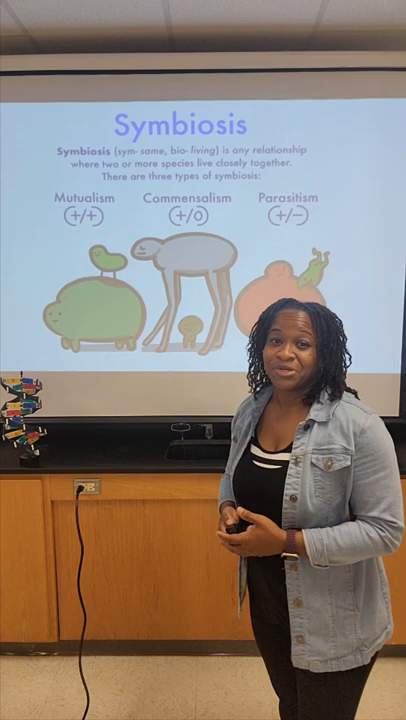 Symbiosis
Symbiosis (sym- same, bio- living) is any relationship
where two or more species live closely together.
There are three types of symbiosis:
Mutualism Commensalism Parasitism
(+/+) (+/0) (+/−)